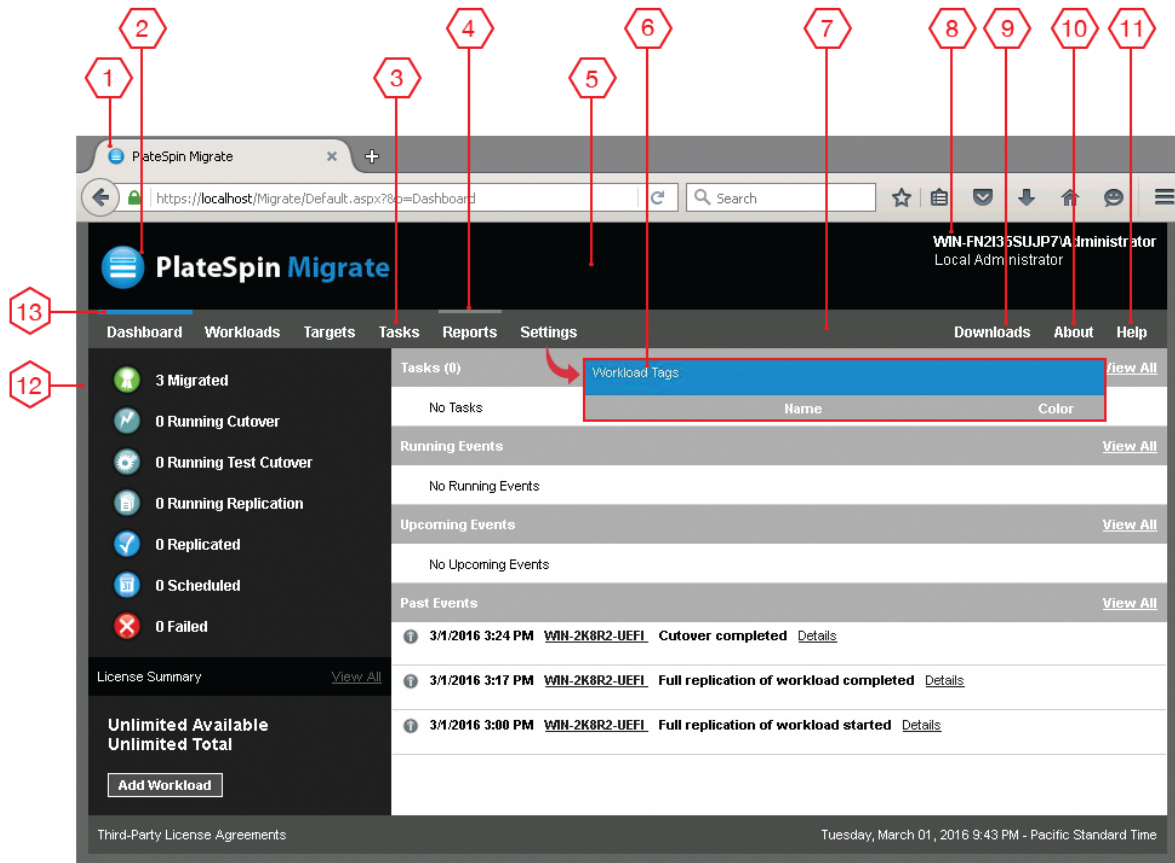 2
4
6
7
8
9
10
11
1
3
5
PlateSpin Migrate
https://localhost/Migrate/Default.aspx?&p=Dashboard
Search
PlateSpin Migrate
WIN-FN2I35SUJP7\Administrator
Local Administrator
13
Dashboard Workloads Targets Tasks Reports Settings Downloads About Help
12
3 Migrated
0 Running Cutover
0 Running Test Cutover
0 Running Replication
0 Replicated
31
0 Scheduled
0 Failed
License Summary View All
Unlimited Available
Unlimited Total
Add Workload
Tasks (0) View All
Workload Tags
Name Color
No Tasks
Running Events View All
No Running Events
Upcoming Events View All
No Upcoming Events
Past Events View All
3/1/2016 3:24 PM WIN-2K8R2-UEFI Cutover completed Details
3/1/2016 3:17 PM WIN-2K8R2-UEFI Full replication of workload completed Details
3/1/2016 3:00 PM WIN-2K8R2-UEFI Full replication of workload started Details
Third-Party License Agreements Tuesday, March 01, 2016 9:43 PM - Pacific Standard Time